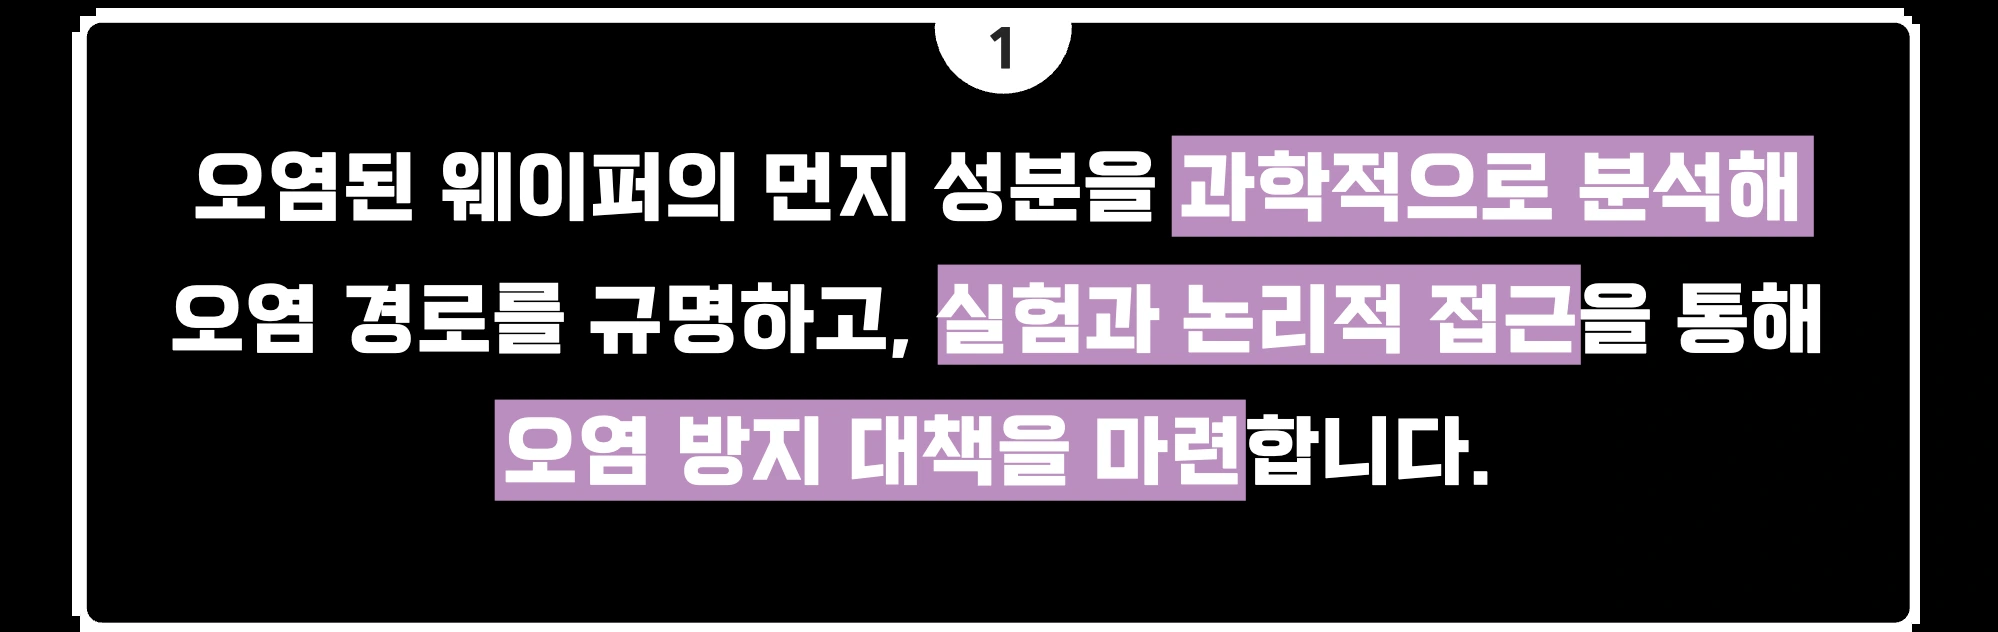 1
오염된 웨이퍼의 먼지 성분을 과학적으로 분석해
오염 경로를 규명하고, 실험과 논리적 접근을 통해
오염 방지 대책을 마련합니다.